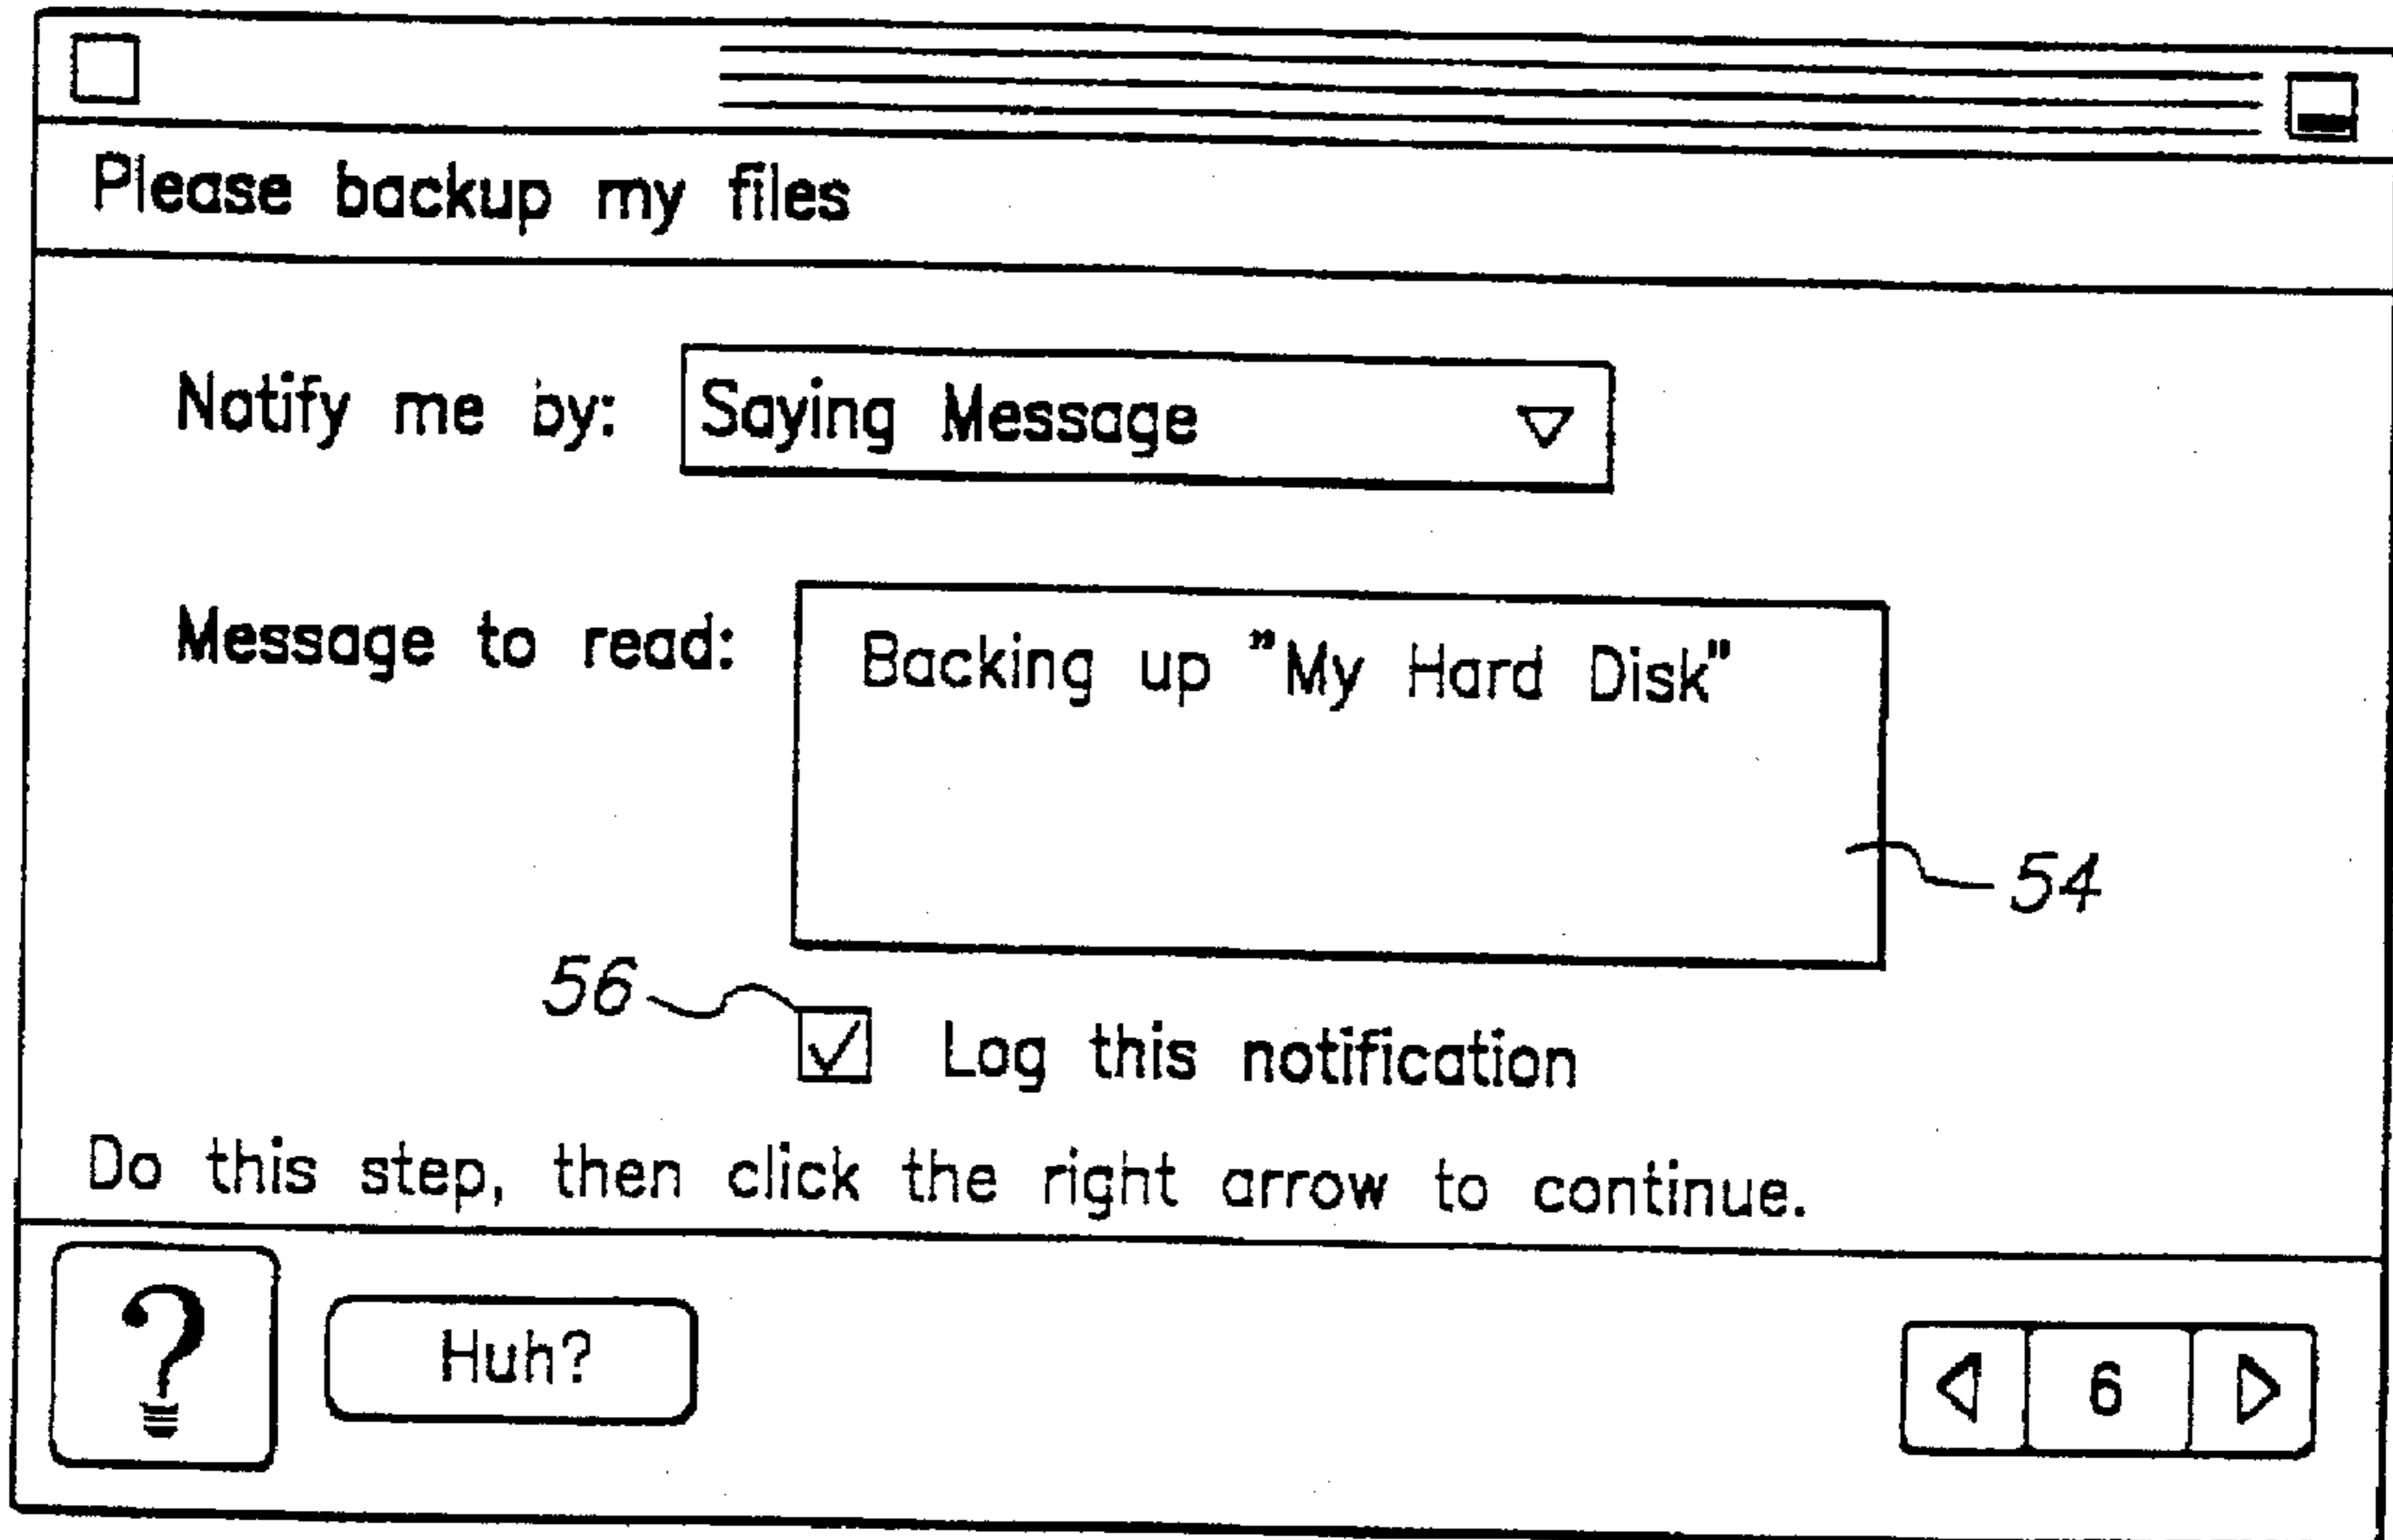 Please backup my files
Notify me by: Saying Message
Message to read: Backing up "My Hard Disk"
54
56
Log this notification
Do this step, then click the right arrow to continue.
? Huh? 6